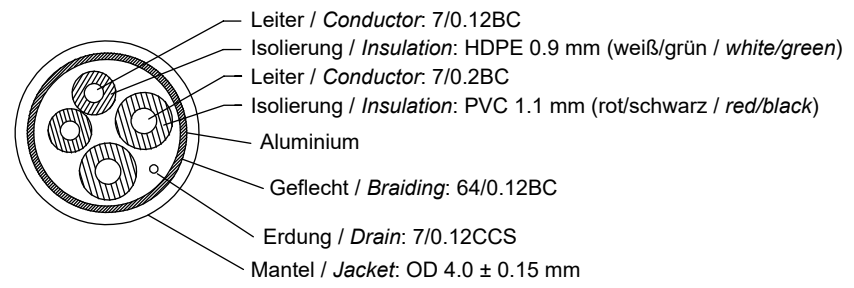 Leiter / Conductor: 7/0.12BC
Isolierung / Insulation: HDPE 0.9 mm (weiß/grün / white/green)
Leiter / Conductor: 7/0.2BC
Isolierung / Insulation: PVC 1.1 mm (rot/schwarz / red/black)
Aluminium
Geflecht / Braiding: 64/0.12BC
Erdung / Drain: 7/0.12CCS
Mantel / Jacket: OD 4.0 ± 0.15 mm